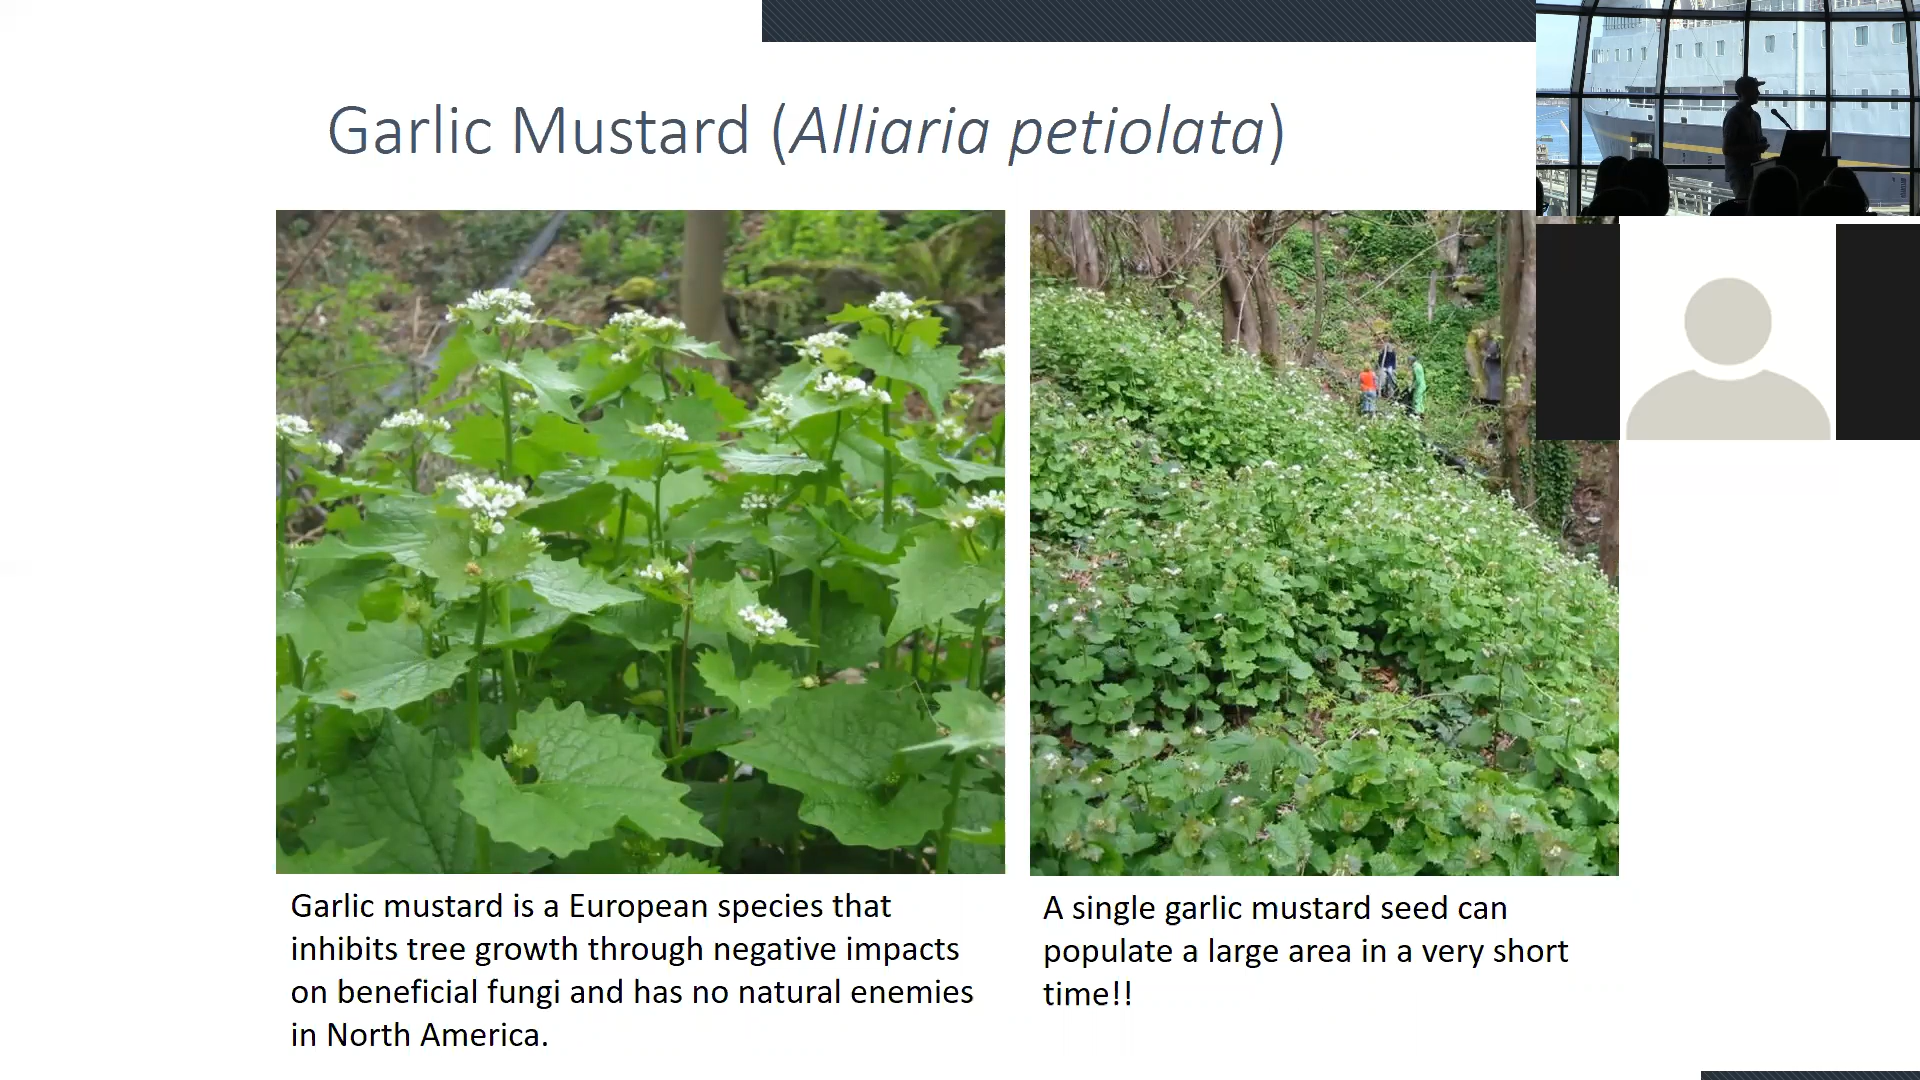 Garlic Mustard (Alliaria petiolata)
Garlic mustard is a European species that
inhibits tree growth through negative impacts
on beneficial fungi and has no natural enemies
in North America.
A single garlic mustard seed can
populate a large area in a very short
time!!